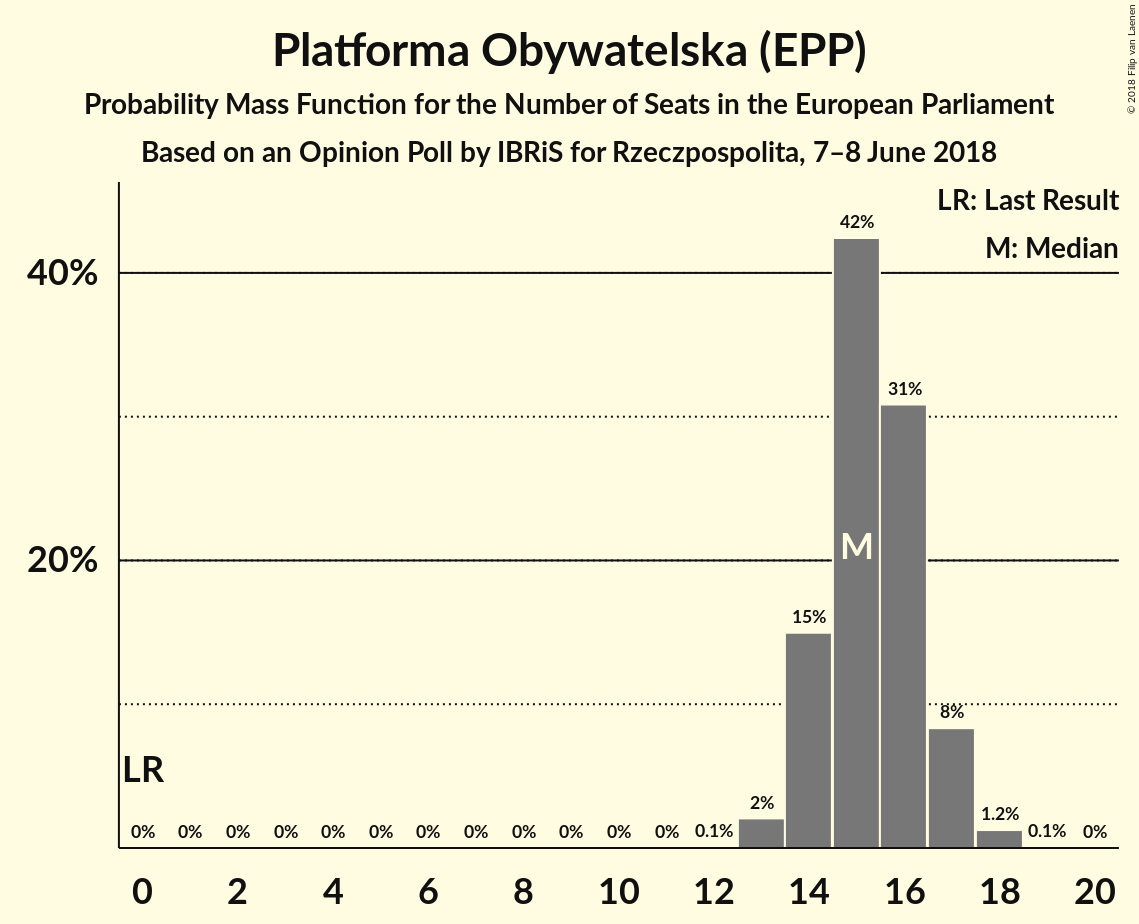 Platforma Obywatelska (EPP)
Probability Mass Function for the Number of Seats in the European Parliament
Based on an Opinion Poll by IBRiS for Rzeczpospolita, 7–8 June 2018
© 2018 Filip van Laenen
LR: Last Result
M: Median
42%
40%
31%
20%
M
15%
8%
LR
2%
1.2%
0% 0% 0% 0% 0% 0% 0% 0% 0% 0% 0% 0% 0.1% 0.1% 0%
0 2 4 6 8 10 12 14 16 18 20